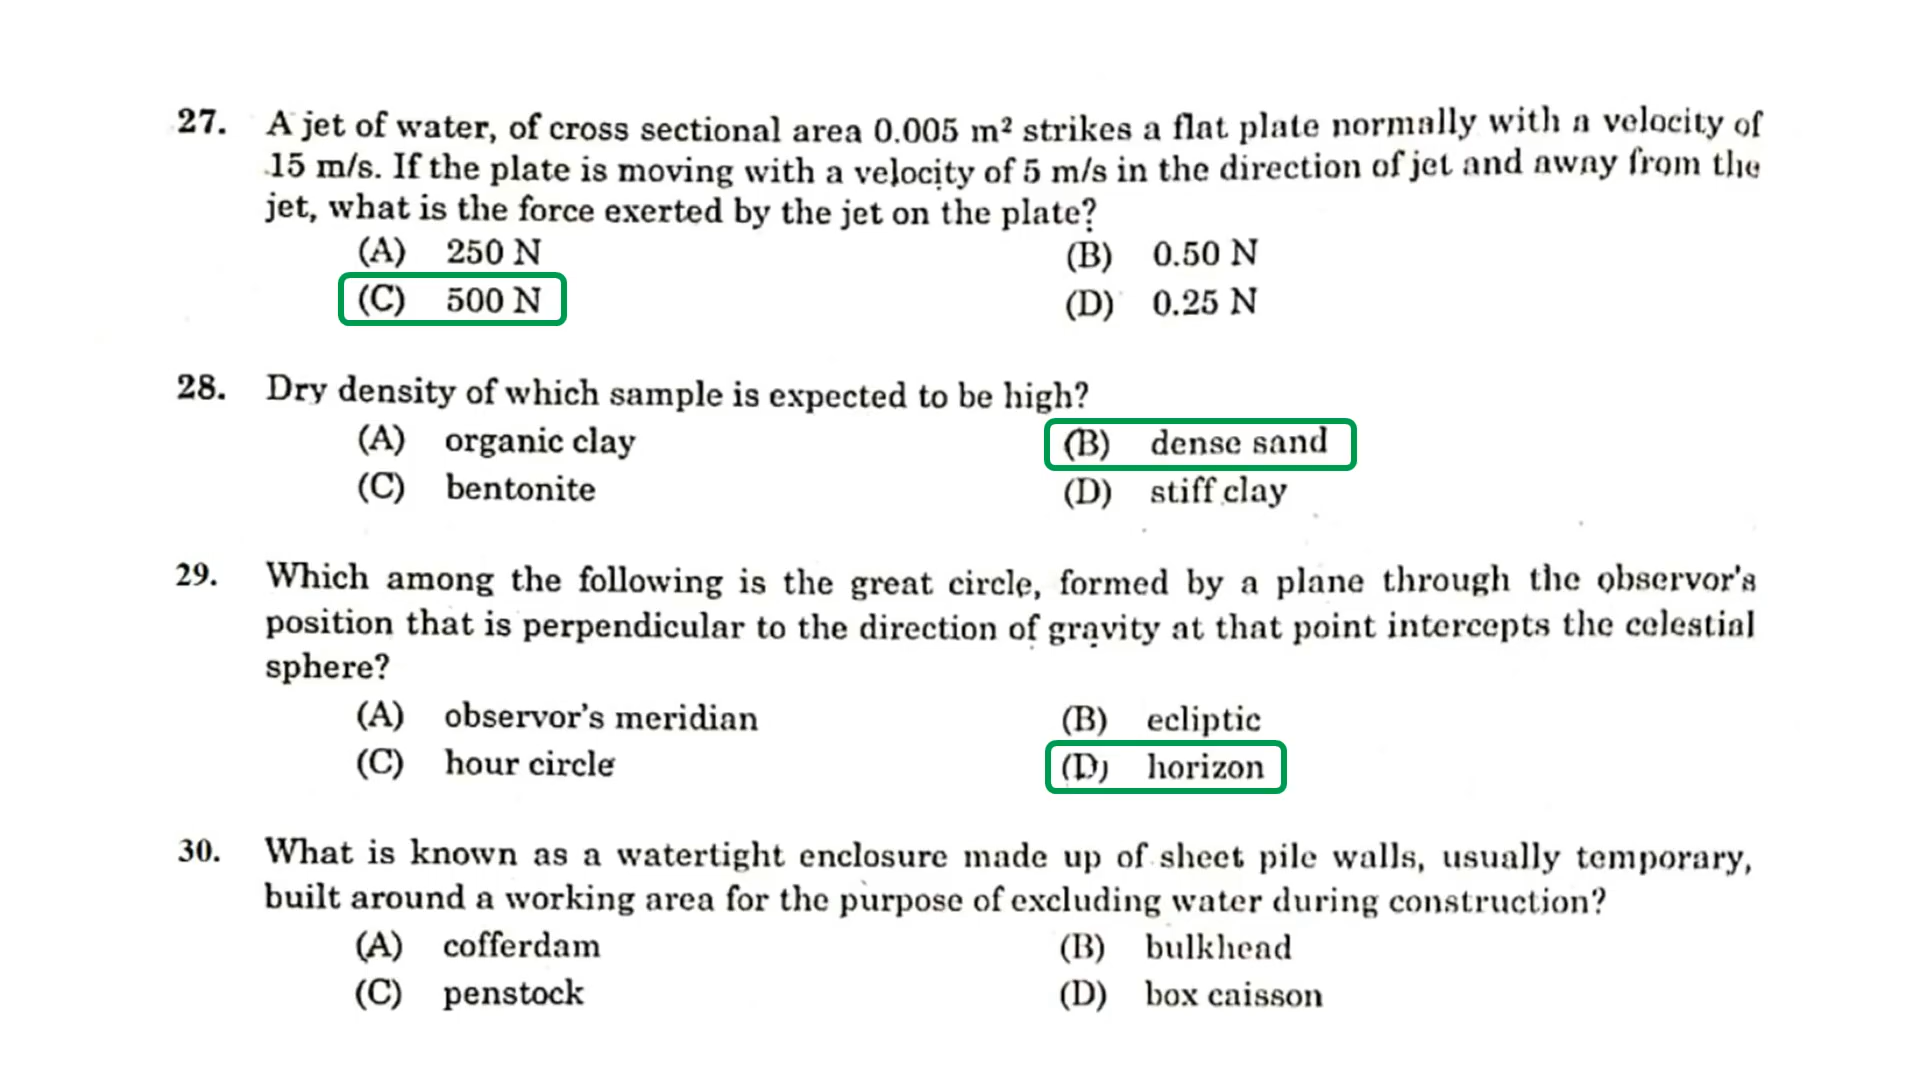 27. A jet of water, of cross sectional area 0.005 m² strikes a flat plate normally with a velocity of
15 m/s. If the plate is moving with a velocity of 5 m/s in the direction of jet and away from the
jet, what is the force exerted by the jet on the plate?
(A) 250 N (B) 0.50 N
(C) 500 N (D) 0.25 N
28. Dry density of which sample is expected to be high?
(A) organic clay (B) dense sand
(C) bentonite (D) stiff clay
29. Which among the following is the great circle, formed by a plane through the observor's
position that is perpendicular to the direction of gravity at that point intercepts the celestial
sphere?
(A) observor's meridian (B) ecliptic
(C) hour circle (D) horizon
30. What is known as a watertight enclosure made up of sheet pile walls, usually temporary,
built around a working area for the purpose of excluding water during construction?
(A) cofferdam (B) bulkhead
(C) penstock (D) box caisson